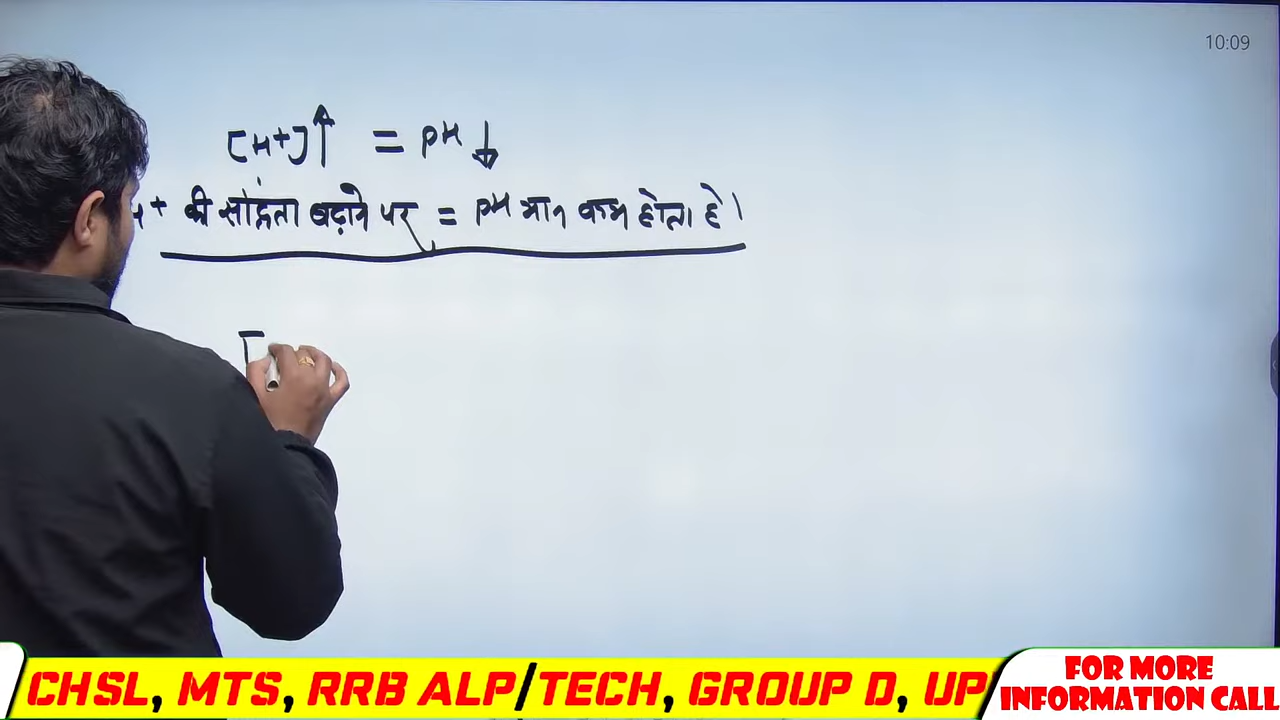 10:09
[H+]↑ = pH ↓
H+ की सांद्रता बढ़ाने पर = pH मान कम होता है।
[
CHSL, MTS, RRB ALP/TECH, GROUP D, UP
FOR MORE
INFORMATION CALL